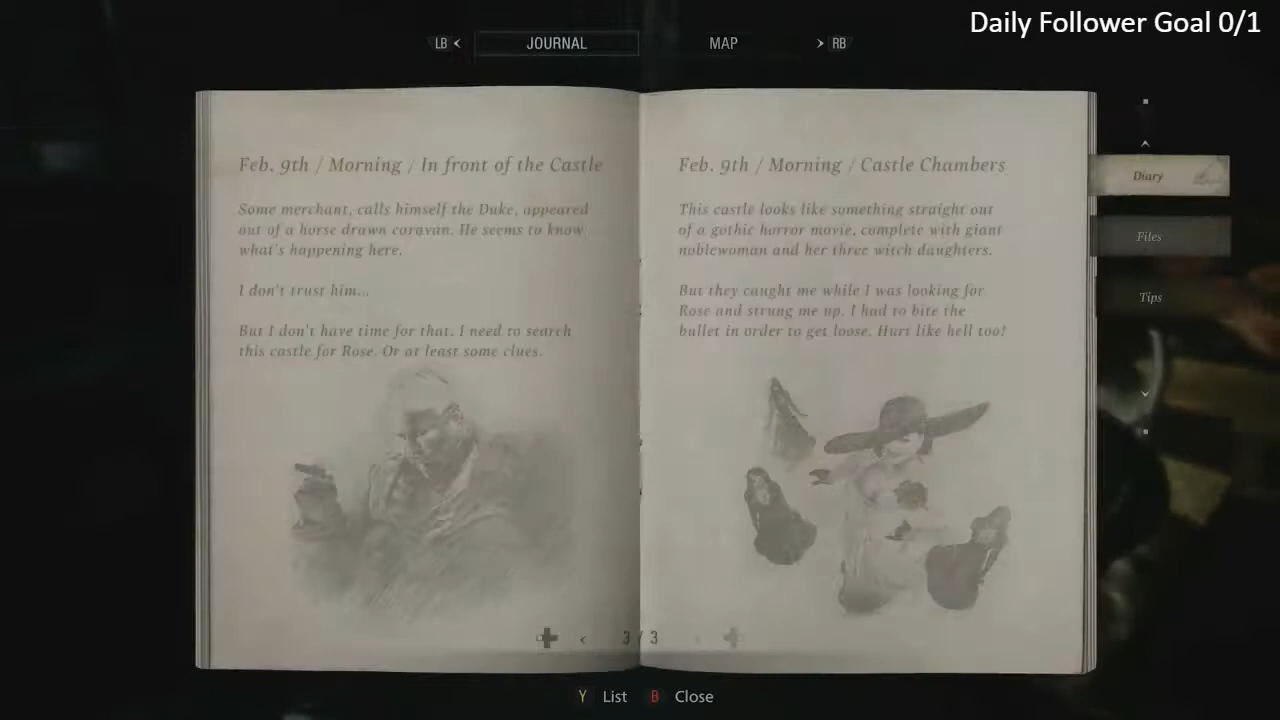 Daily Follower Goal 0/1
LB < JOURNAL MAP > RB
Feb. 9th / Morning / In front of the Castle
Some merchant, calls himself the Duke, appeared
out of a horse drawn caravan. He seems to know
what's happening here.
I don't trust him...
But I don't have time for that. I need to search
this castle for Rose. Or at least some clues.
Feb. 9th / Morning / Castle Chambers
This castle looks like something straight out
of a gothic horror movie, complete with giant
noblewoman and her three witch daughters.
But they caught me while I was looking for
Rose and strung me up. I had to bite the
bullet in order to get loose. Hurt like hell too!
Diary
Files
Tips
< 3 / 3 >
Y List B Close